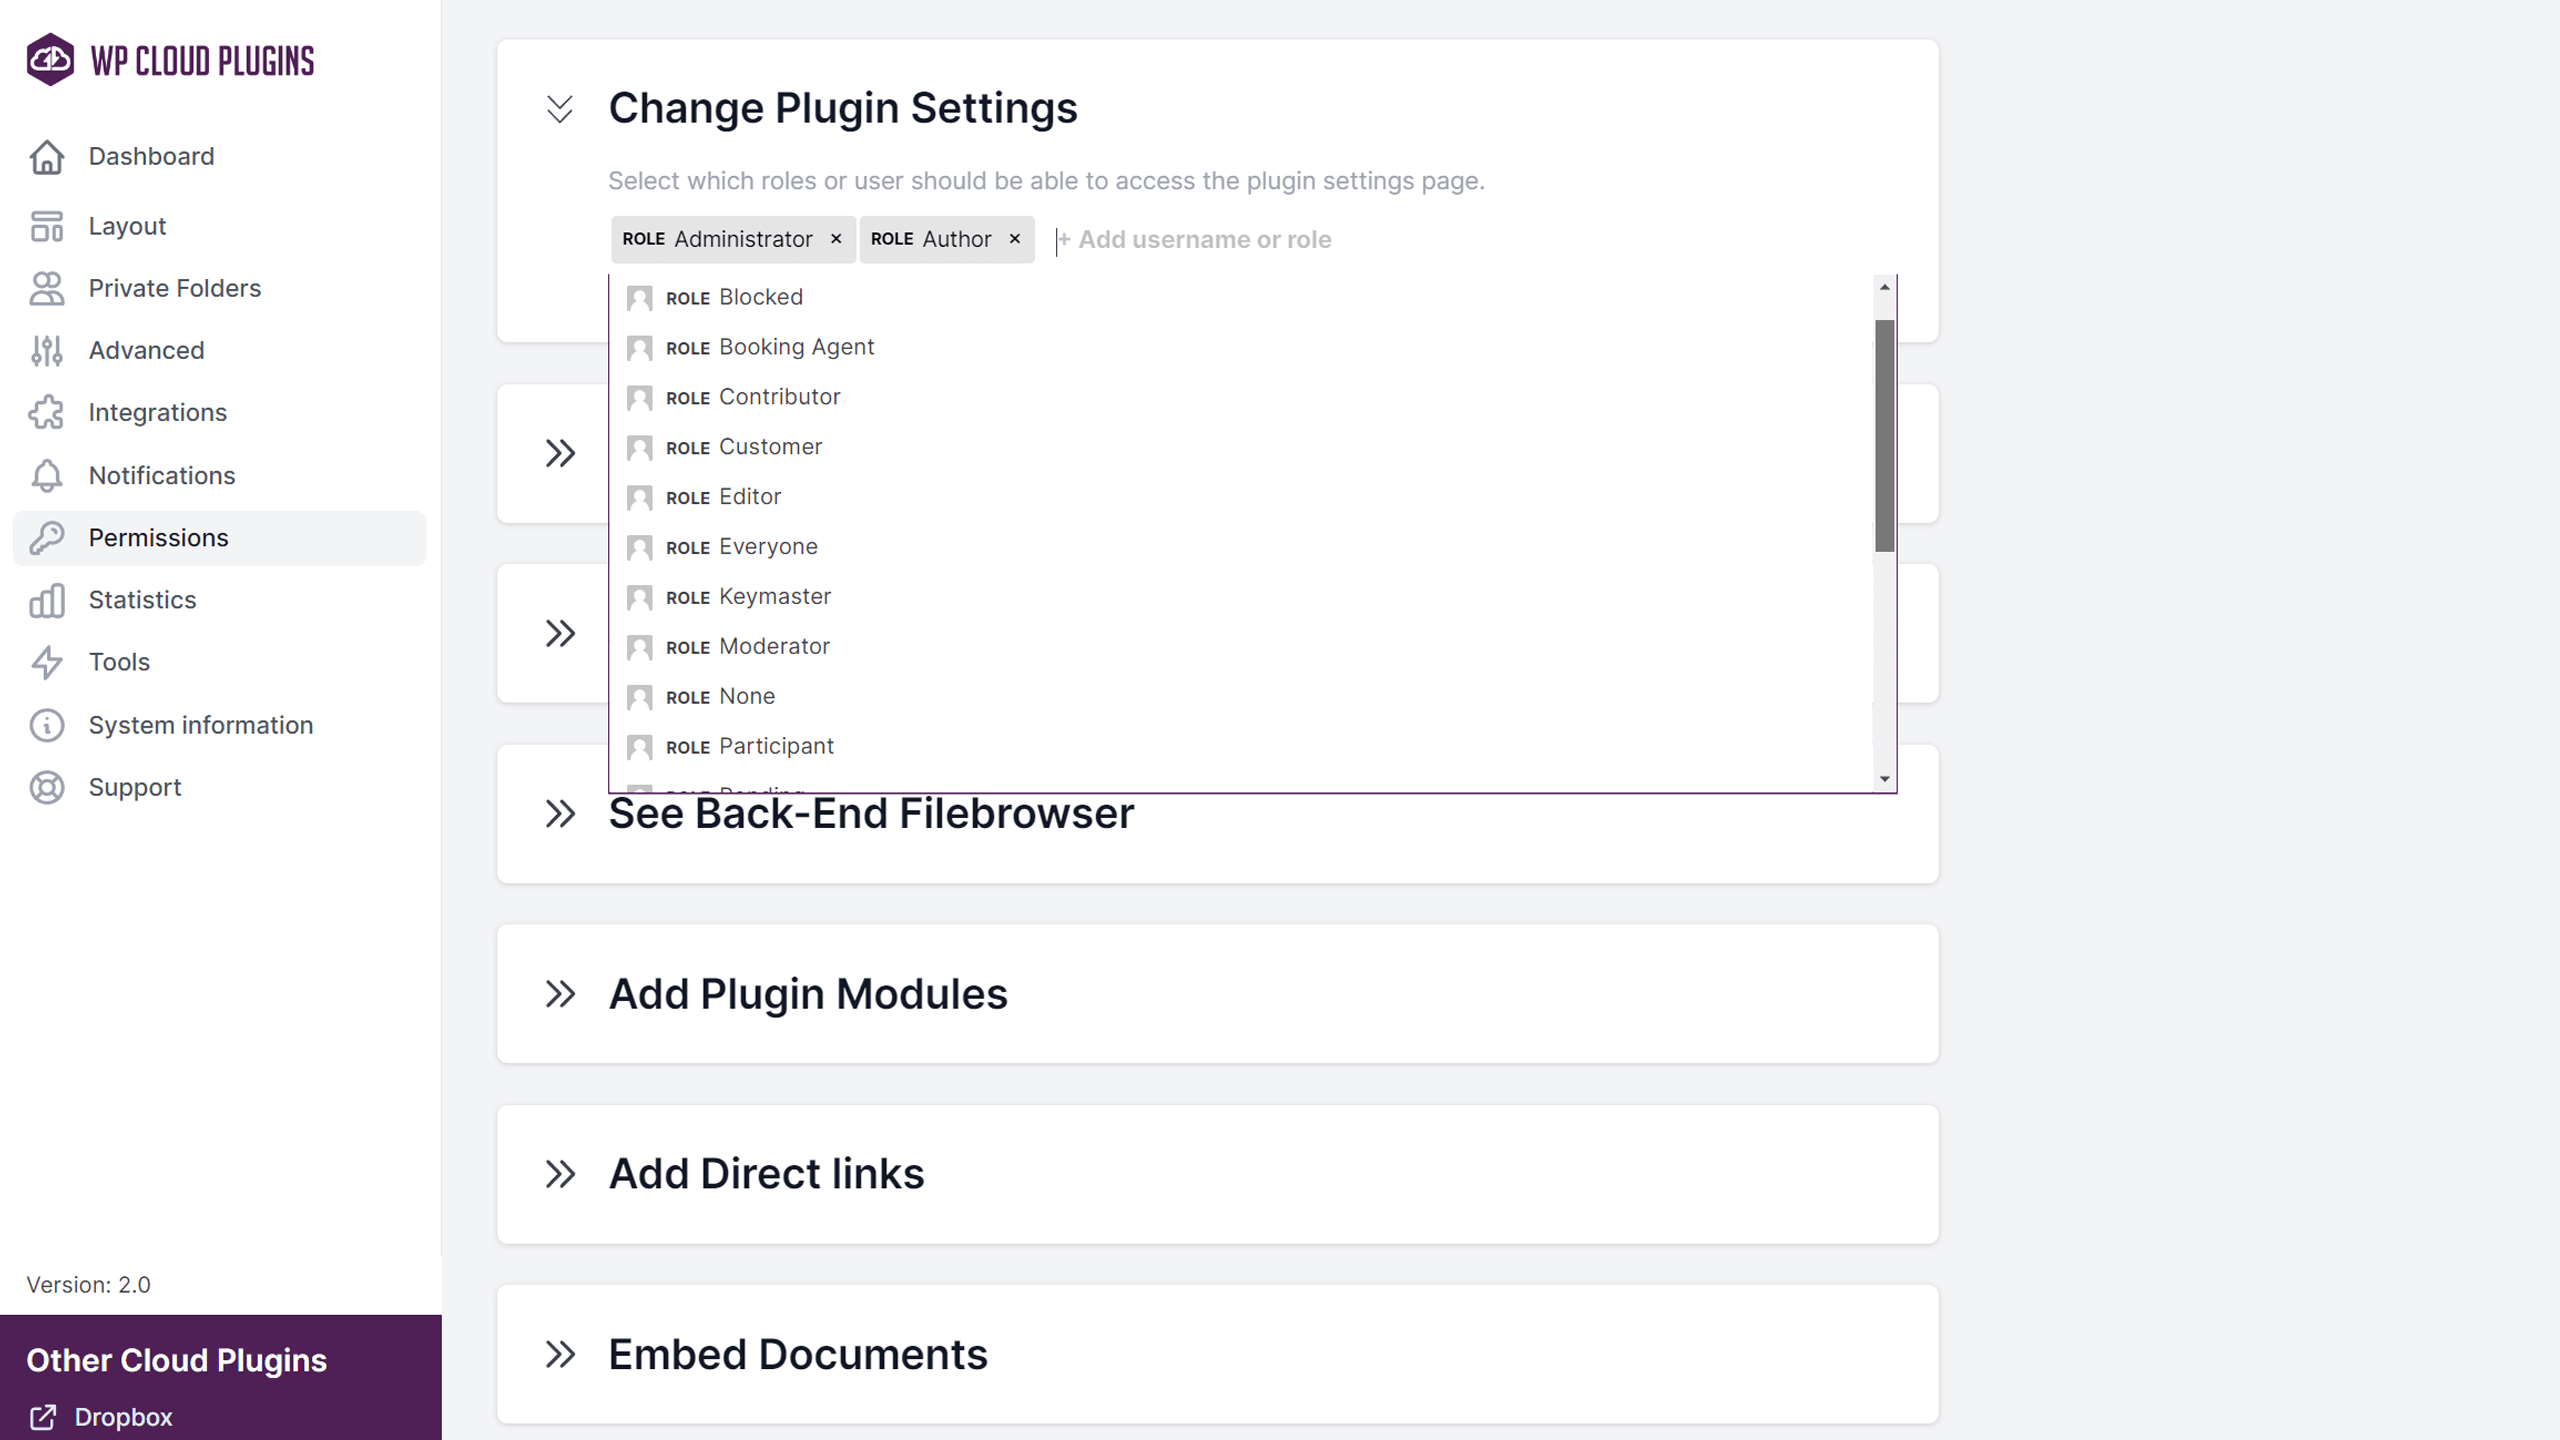 WP CLOUD PLUGINS
Dashboard
Layout
Private Folders
Advanced
Integrations
Notifications
Permissions
Statistics
Tools
System information
Support
Version: 2.0
Other Cloud Plugins
Dropbox
Change Plugin Settings
Select which roles or user should be able to access the plugin settings page.
ROLE Administrator × ROLE Author × + Add username or role
ROLE Blocked
ROLE Booking Agent
ROLE Contributor
ROLE Customer
ROLE Editor
ROLE Everyone
ROLE Keymaster
ROLE Moderator
ROLE None
ROLE Participant
See Back-End Filebrowser
Add Plugin Modules
Add Direct links
Embed Documents